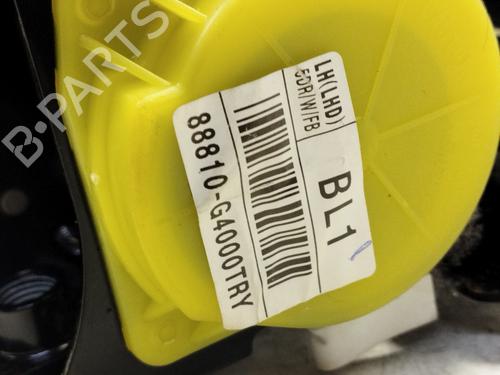 LH(LHD)
5DR/W/FB
BL1
88810-G4000TRY
B-PARTS